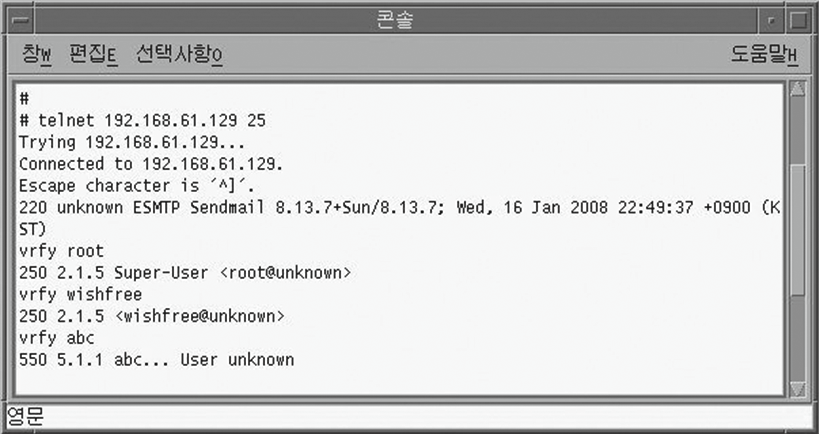 콘솔
창W 편집E 선택사항O 도움말H
#
# telnet 192.168.61.129 25
Trying 192.168.61.129...
Connected to 192.168.61.129.
Escape character is ´^]´.
220 unknown ESMTP Sendmail 8.13.7+Sun/8.13.7; Wed, 16 Jan 2008 22:49:37 +0900 (K
ST)
vrfy root
250 2.1.5 Super-User <root@unknown>
vrfy wishfree
250 2.1.5 <wishfree@unknown>
vrfy abc
550 5.1.1 abc... User unknown
영문